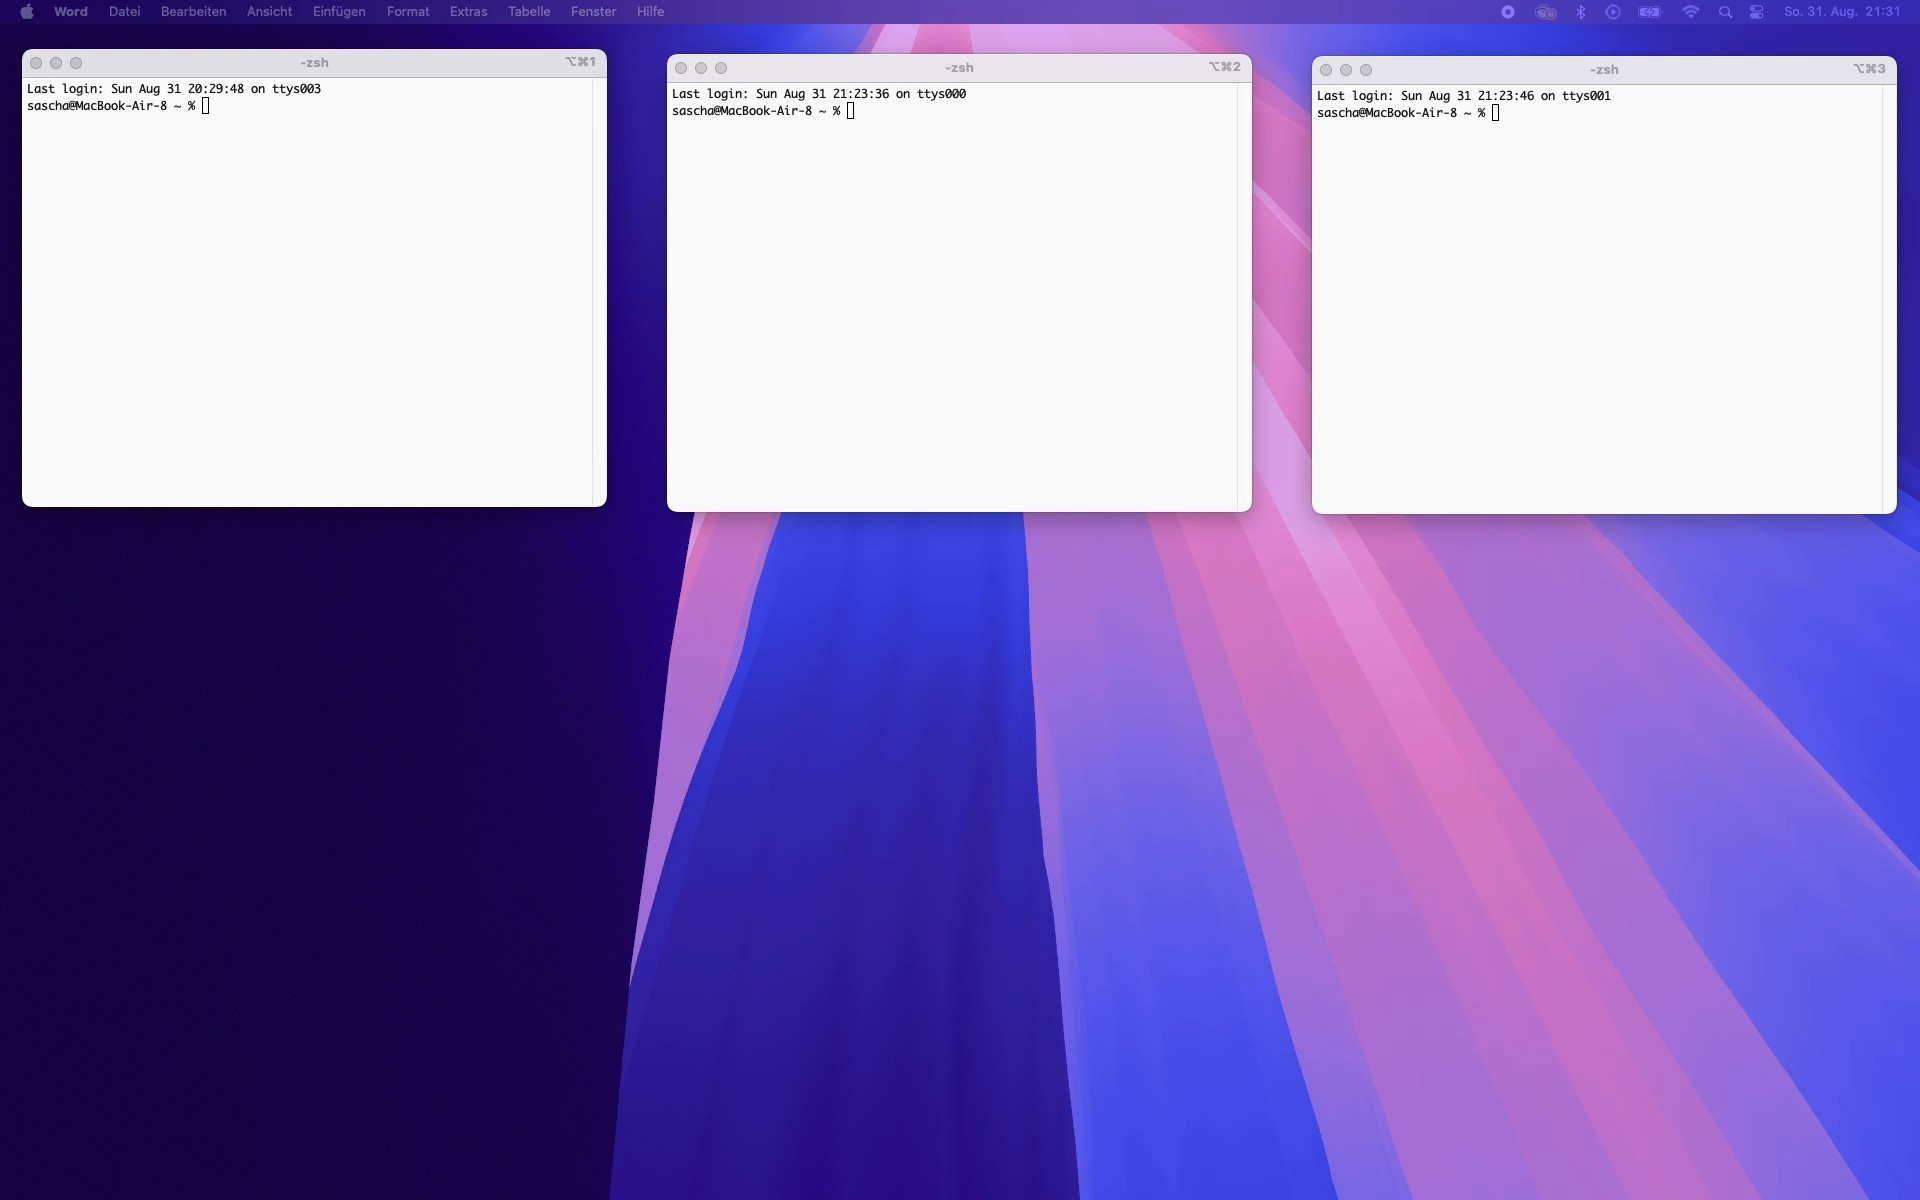 Word Datei Bearbeiten Ansicht Einfügen Format Extras Tabelle Fenster Hilfe So. 31. Aug. 21:31
-zsh ⌥⌘1
Last login: Sun Aug 31 20:29:48 on ttys003
sascha@MacBook-Air-8 ~ %
-zsh ⌥⌘2
Last login: Sun Aug 31 21:23:36 on ttys000
sascha@MacBook-Air-8 ~ %
-zsh ⌥⌘3
Last login: Sun Aug 31 21:23:46 on ttys001
sascha@MacBook-Air-8 ~ %